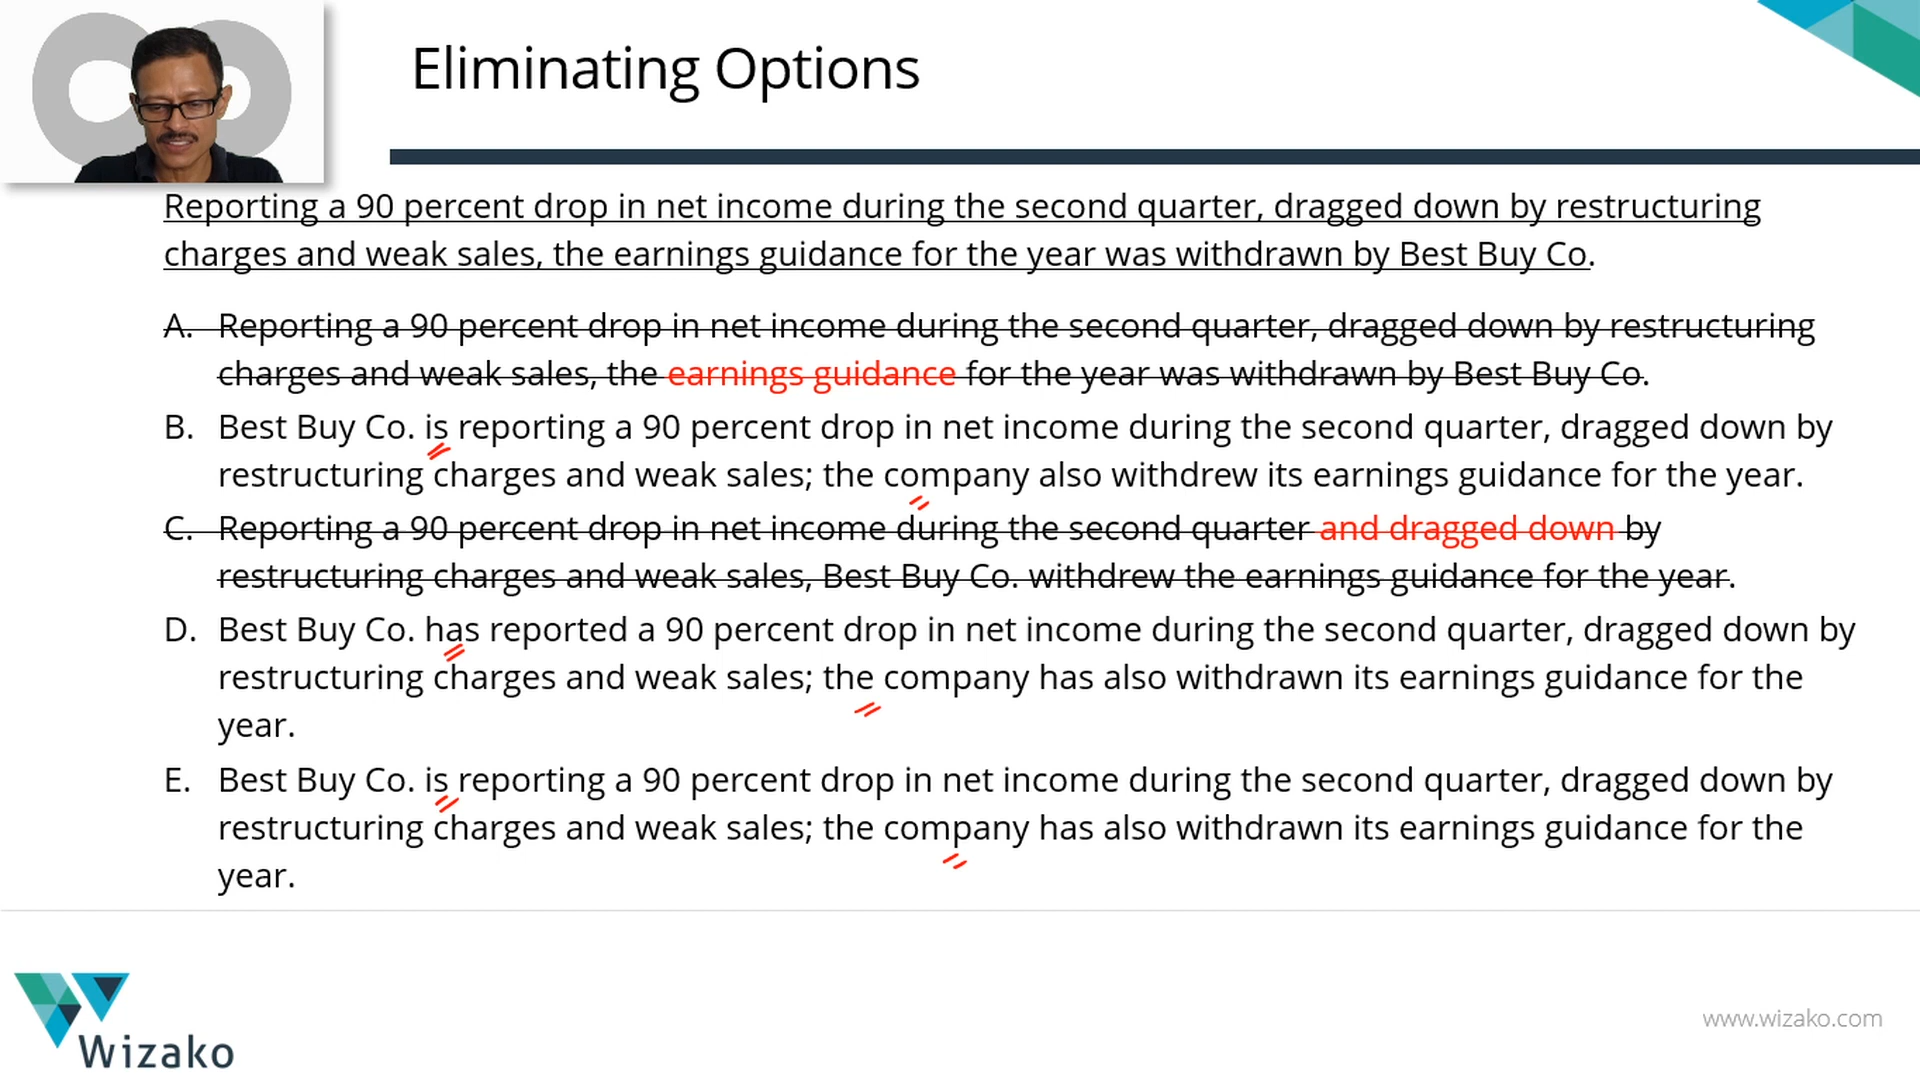 Eliminating Options
Reporting a 90 percent drop in net income during the second quarter, dragged down by restructuring
charges and weak sales, the earnings guidance for the year was withdrawn by Best Buy Co.
A. Reporting a 90 percent drop in net income during the second quarter, dragged down by restructuring
charges and weak sales, the earnings guidance for the year was withdrawn by Best Buy Co.
B. Best Buy Co. is reporting a 90 percent drop in net income during the second quarter, dragged down by
restructuring charges and weak sales; the company also withdrew its earnings guidance for the year.
C. Reporting a 90 percent drop in net income during the second quarter and dragged down by
restructuring charges and weak sales, Best Buy Co. withdrew the earnings guidance for the year.
D. Best Buy Co. has reported a 90 percent drop in net income during the second quarter, dragged down by
restructuring charges and weak sales; the company has also withdrawn its earnings guidance for the
year.
E. Best Buy Co. is reporting a 90 percent drop in net income during the second quarter, dragged down by
restructuring charges and weak sales; the company has also withdrawn its earnings guidance for the
year.
Wizako
www.wizako.com